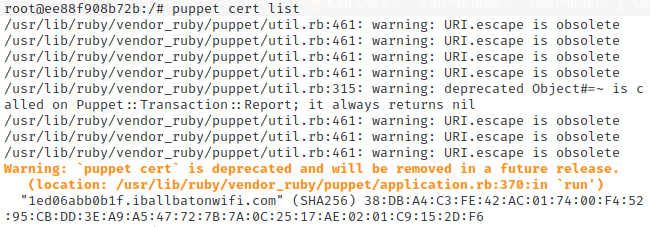 root@ee88f908b72b:/# puppet cert list
/usr/lib/ruby/vendor_ruby/puppet/util.rb:461: warning: URI.escape is obsolete
/usr/lib/ruby/vendor_ruby/puppet/util.rb:461: warning: URI.escape is obsolete
/usr/lib/ruby/vendor_ruby/puppet/util.rb:461: warning: URI.escape is obsolete
/usr/lib/ruby/vendor_ruby/puppet/util.rb:461: warning: URI.escape is obsolete
/usr/lib/ruby/vendor_ruby/puppet/util.rb:315: warning: deprecated Object#=~ is c
alled on Puppet::Transaction::Report; it always returns nil
/usr/lib/ruby/vendor_ruby/puppet/util.rb:461: warning: URI.escape is obsolete
/usr/lib/ruby/vendor_ruby/puppet/util.rb:461: warning: URI.escape is obsolete
/usr/lib/ruby/vendor_ruby/puppet/util.rb:461: warning: URI.escape is obsolete
Warning: `puppet cert` is deprecated and will be removed in a future release.
   (location: /usr/lib/ruby/vendor_ruby/puppet/application.rb:370:in `run')
  "1ed06abb0b1f.iballbatonwifi.com" (SHA256) 38:DB:A4:C3:FE:42:AC:01:74:00:F4:52
:95:CB:DD:3E:A9:A5:47:72:7B:7A:0C:25:17:AE:02:01:C9:15:2D:F6